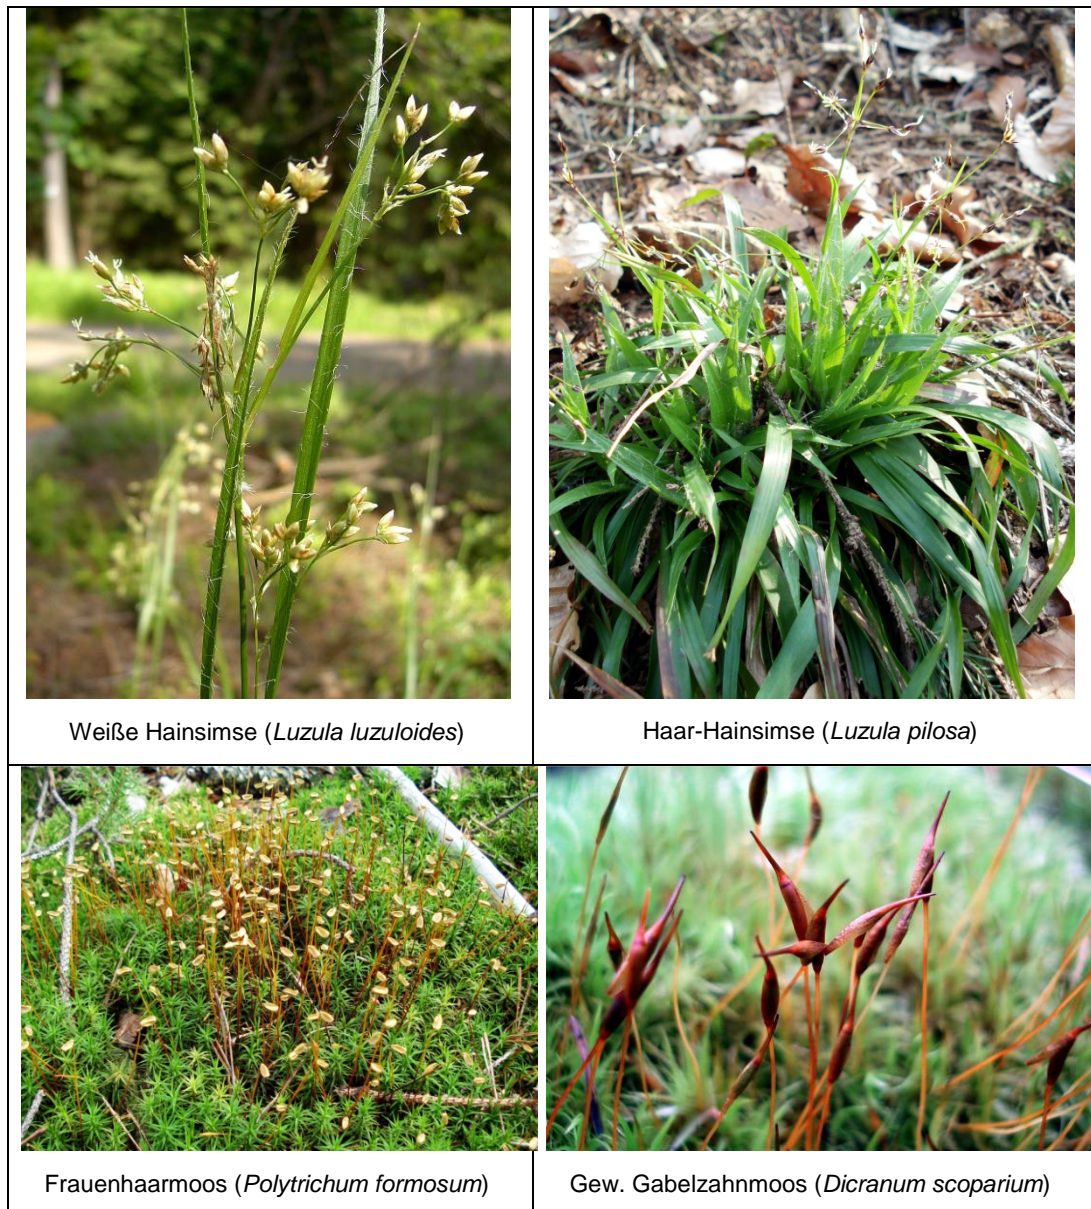 Weiße Hainsimse (Luzula luzuloides)
Haar-Hainsimse (Luzula pilosa)
Frauenhaarmoos (Polytrichum formosum)
Gew. Gabelzahnmoos (Dicranum scoparium)